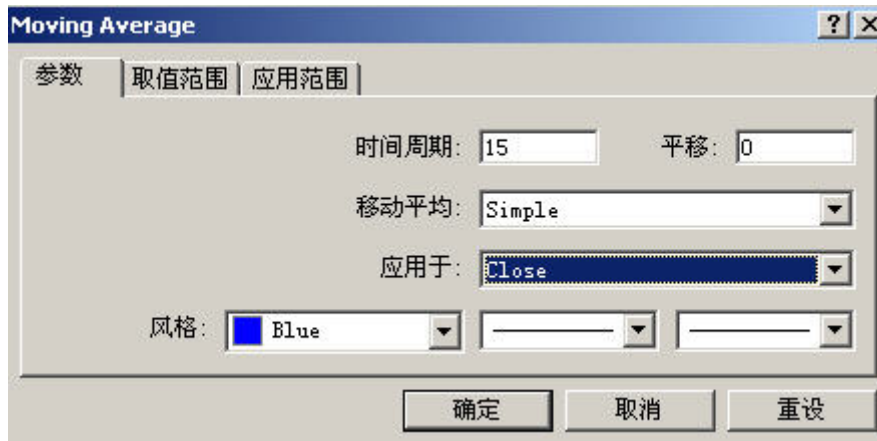 Moving Average
参数 取值范围 应用范围
时间周期: 15 平移: 0
移动平均: Simple
应用于: Close
风格: Blue
确定 取消 重设